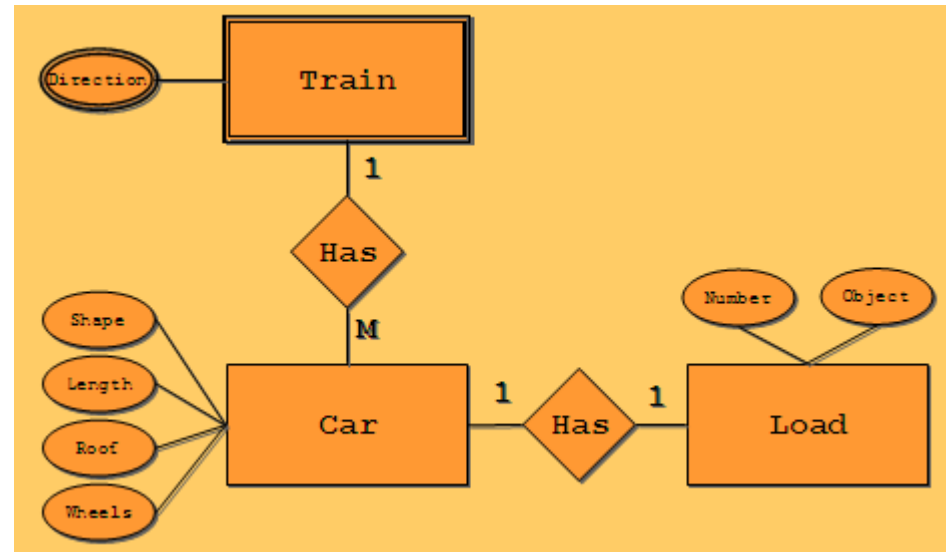 Direction
Train
1
Has
M
Shape
Length
Roof
Wheels
Car
1
Has
1
Number
Object
Load